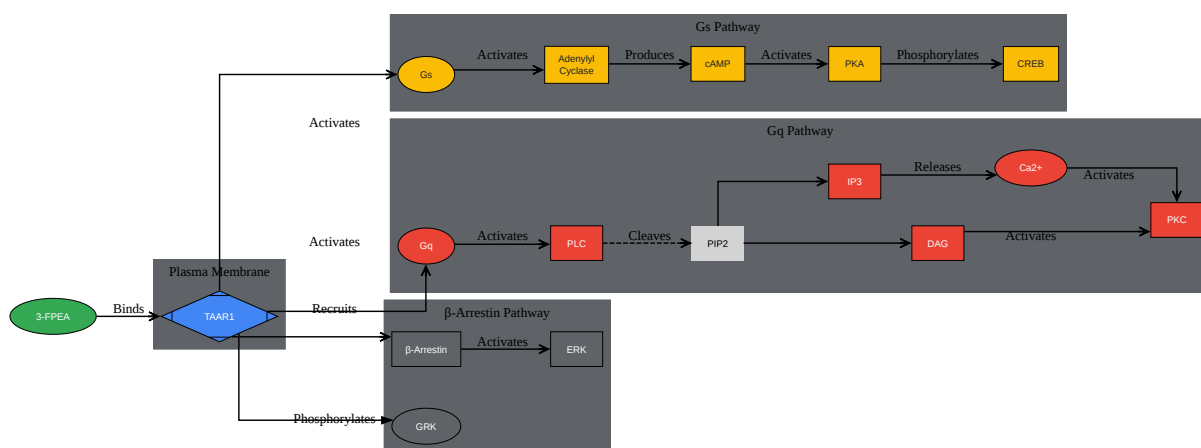 Gs Pathway
Activates
Produces
Activates
Phosphorylates
Gs
Adenylyl
Cyclase
cAMP
PKA
CREB
Activates
Gq Pathway
IP3
Releases
Ca2+
Activates
PKC
Activates
Gq
Activates
PLC
Cleaves
PIP2
DAG
Activates
Plasma Membrane
3-FPEA
Binds
TAAR1
Recruits
β-Arrestin Pathway
β-Arrestin
Activates
ERK
Phosphorylates
GRK